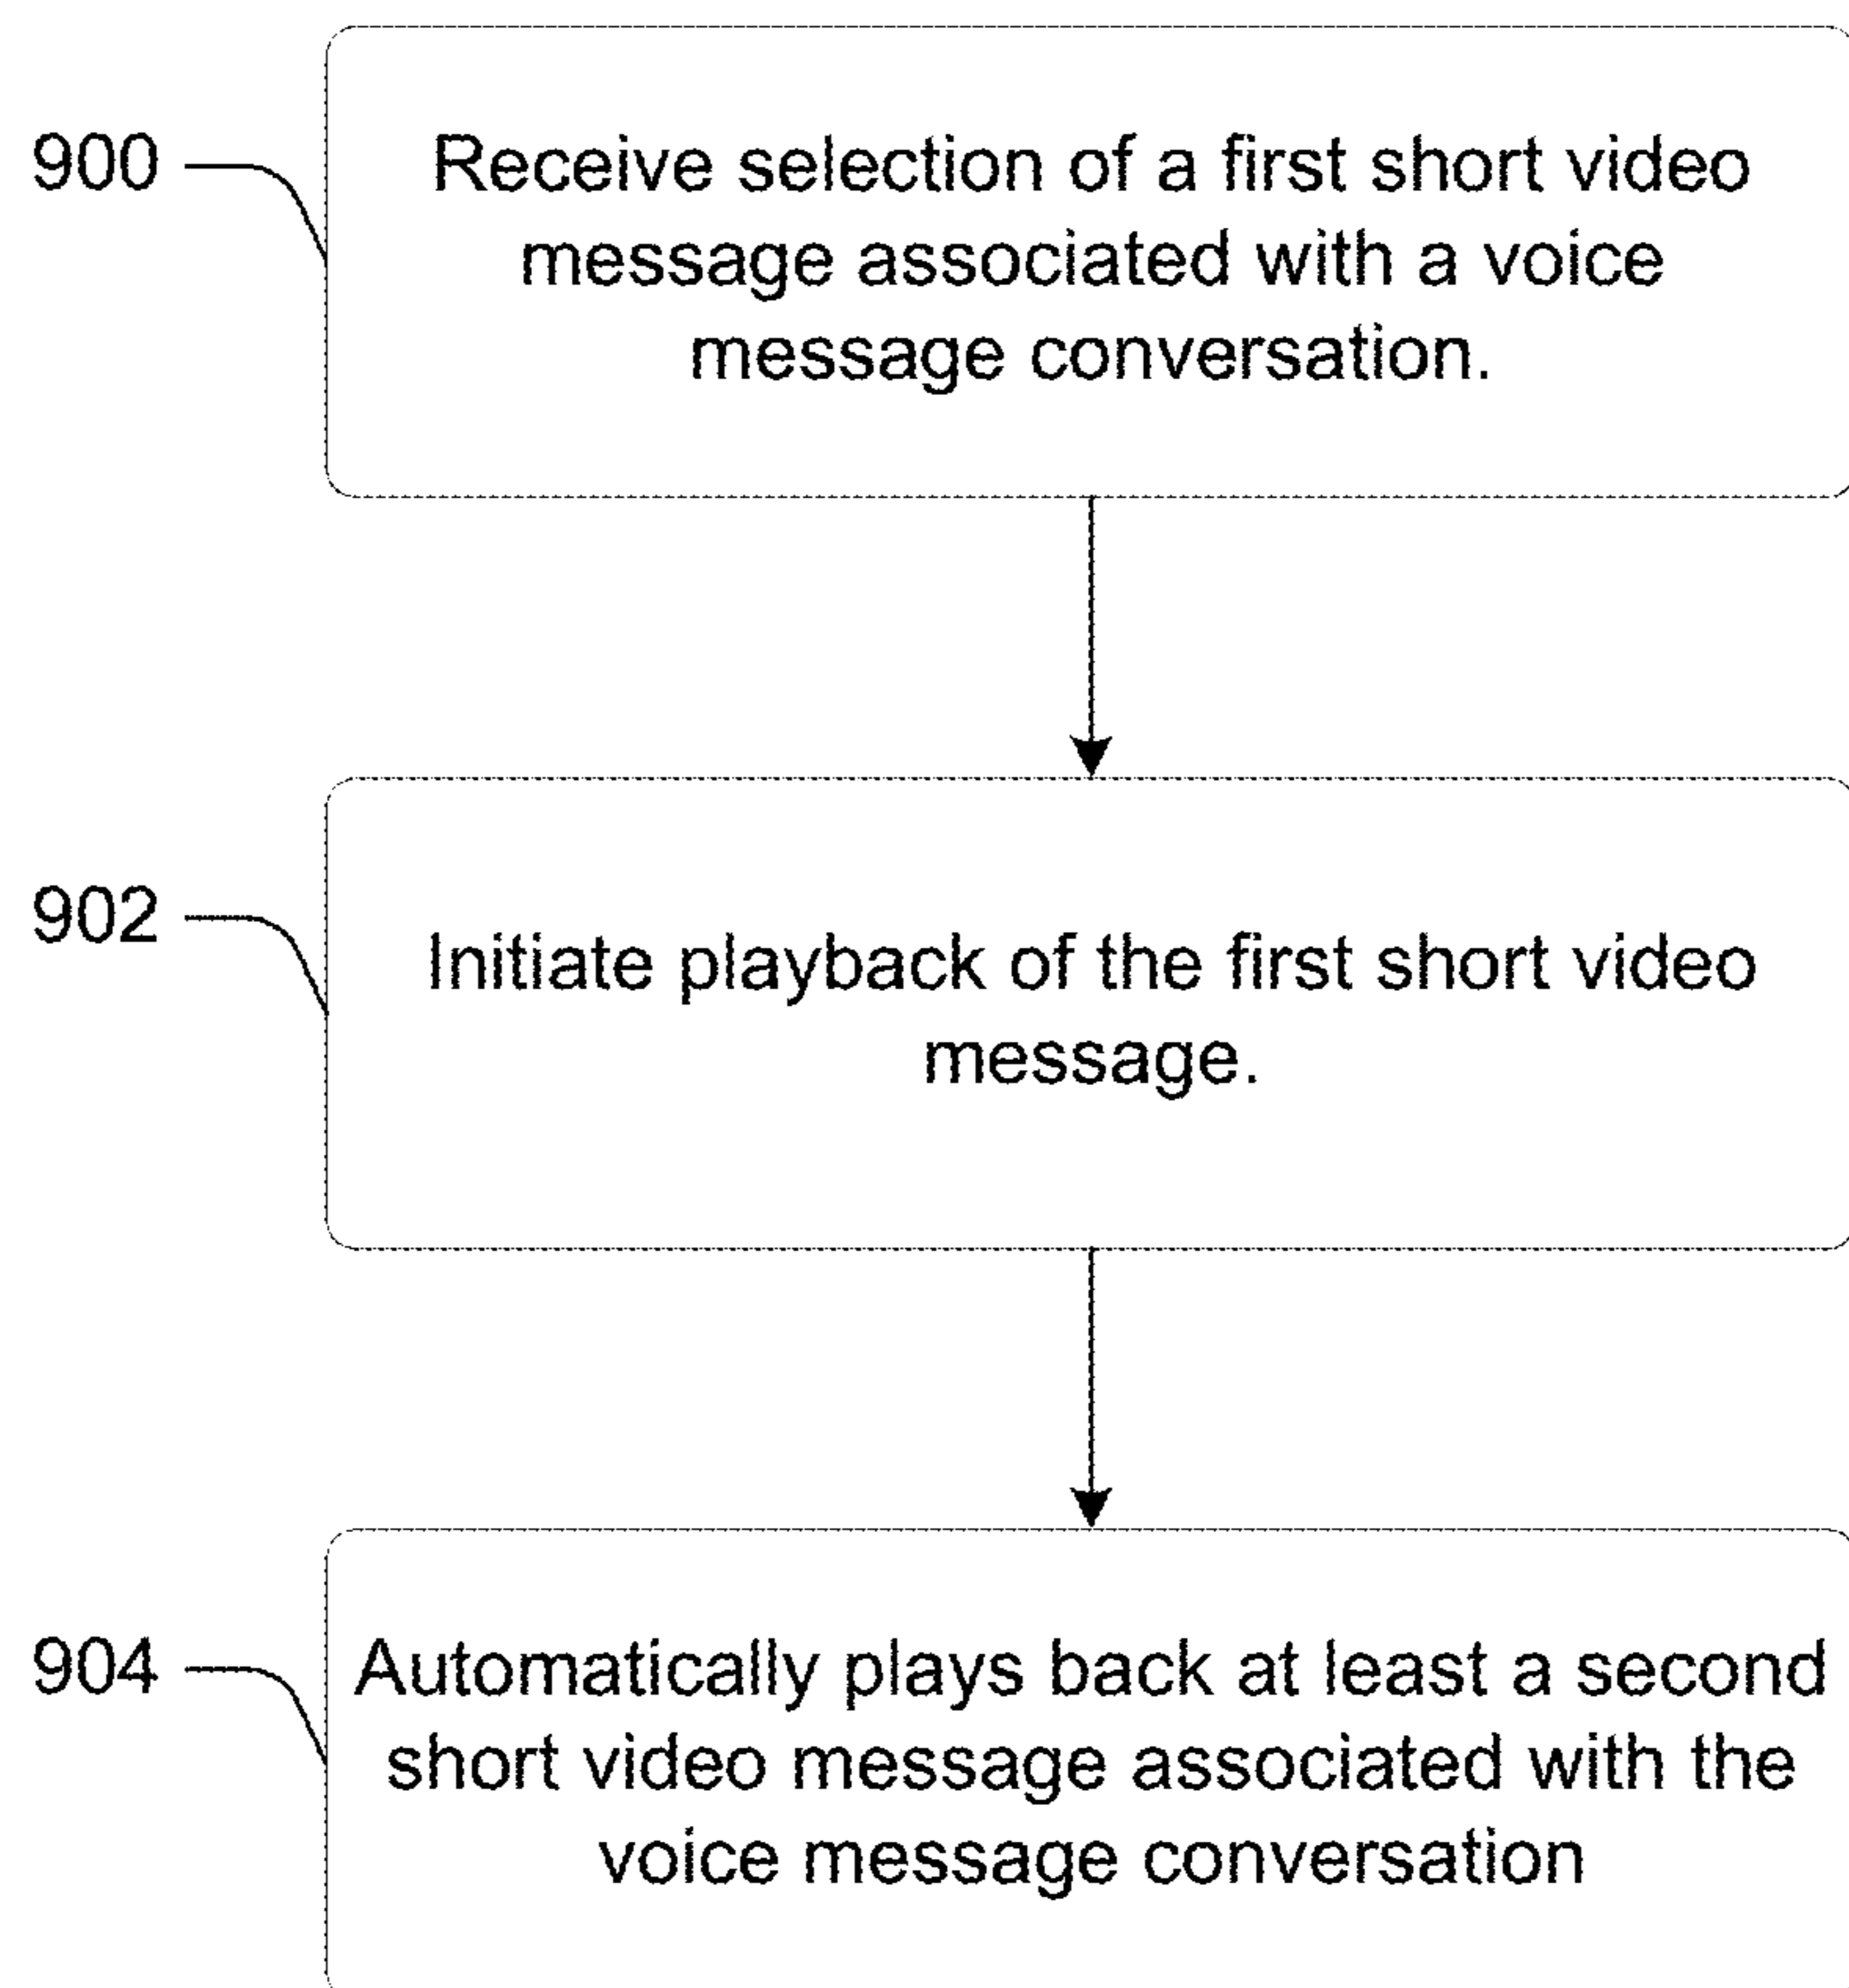 900
Receive selection of a first short video
message associated with a voice
message conversation.
902
Initiate playback of the first short video
message.
904
Automatically plays back at least a second
short video message associated with the
voice message conversation